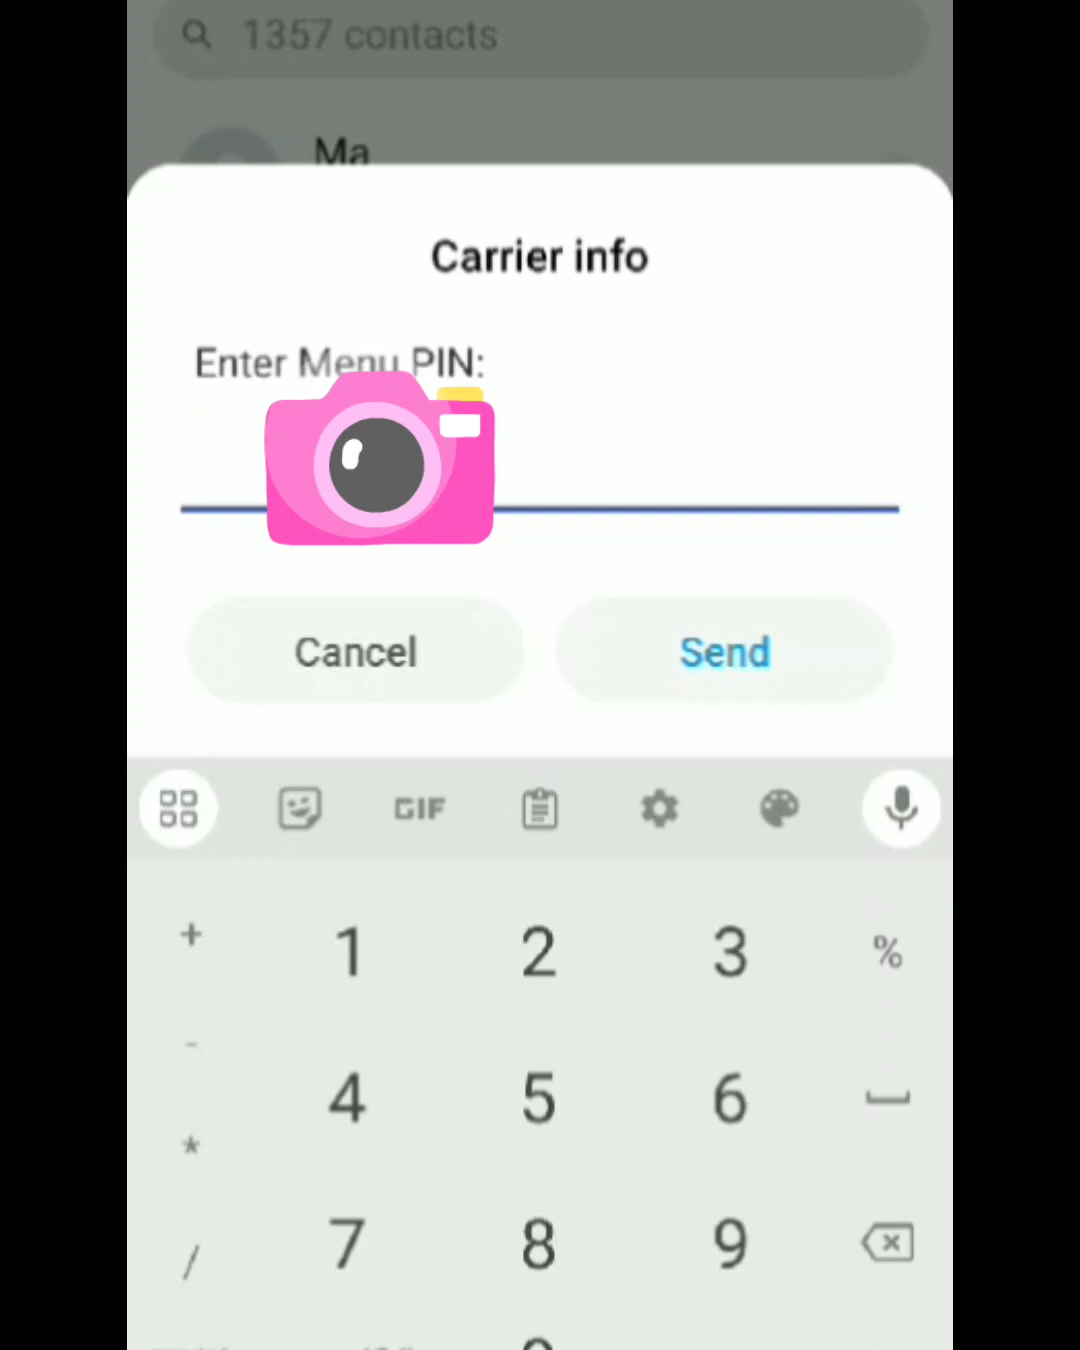 1357 contacts
Ma
Carrier info
Enter Menu PIN:
Cancel
Send
GIF
+ 1 2 3 %
-
4 5 6
*
7 8 9
/